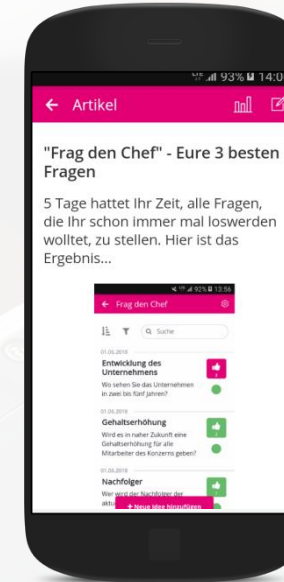 93% 14:0
Artikel
"Frag den Chef" - Eure 3 besten
Fragen
5 Tage hattet Ihr Zeit, alle Fragen,
die Ihr schon immer mal loswerden
wolltet, zu stellen. Hier ist das
Ergebnis...
92% 13:56
Frag den Chef
Suche
01.06.2018
Entwicklung des
Unternehmens
Wo sehen Sie das Unternehmen
in zwei bis fünf Jahren?
01.06.2018
Gehaltserhöhung
Wird es in naher Zukunft eine
Gehaltserhöhung für alle
Mitarbeiter des Konzerns geben?
01.06.2018
Nachfolger
Wer wird der Nachfolger der
aktu
+ Neue Idee hinzufügen